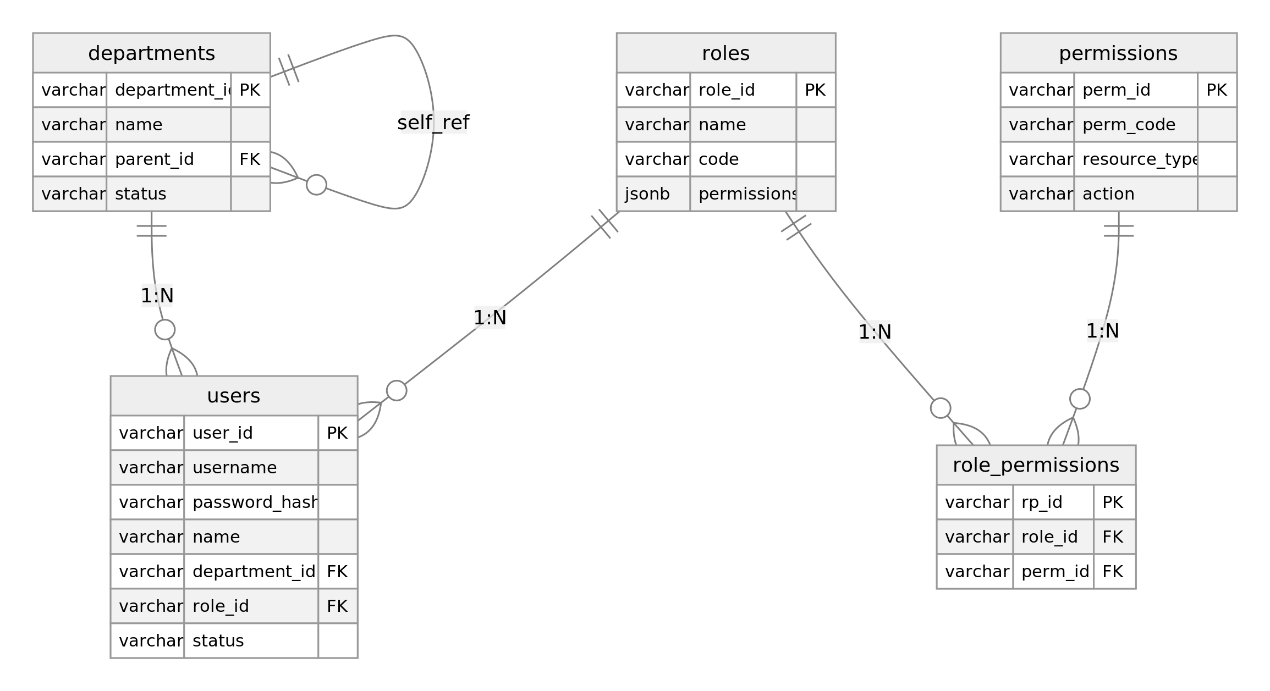 departments
varchar department_id PK
varchar name
varchar parent_id FK
varchar status
self_ref
roles
varchar role_id PK
varchar name
varchar code
jsonb permissions
permissions
varchar perm_id PK
varchar perm_code
varchar resource_type
varchar action
1:N
1:N
1:N
1:N
users
varchar user_id PK
varchar username
varchar password_hash
varchar name
varchar department_id FK
varchar role_id FK
varchar status
role_permissions
varchar rp_id PK
varchar role_id FK
varchar perm_id FK